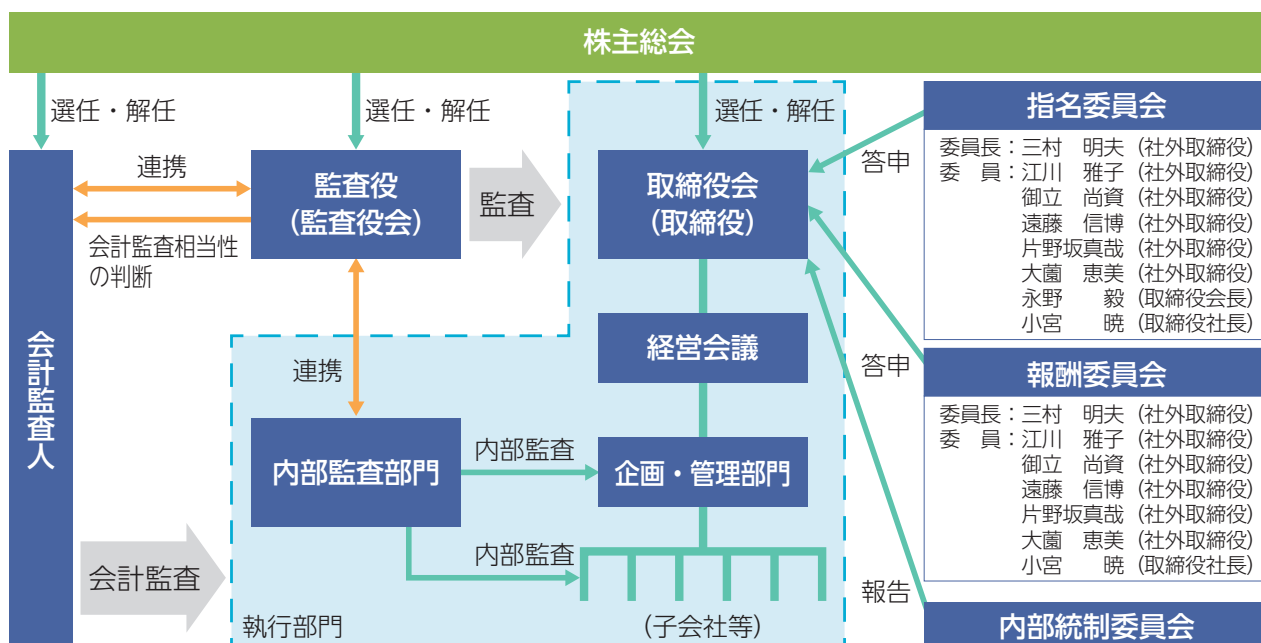 株主総会
選任・解任
選任・解任
選任・解任
会計監査人
連携
会計監査相当性
の判断
監査役
(監査役会)
監査
取締役会
(取締役)
経営会議
連携
内部監査部門
内部監査
企画・管理部門
内部監査
会計監査
執行部門
(子会社等)
答申
指名委員会
委員長：三村 明夫 (社外取締役)
委 員：江川 雅子 (社外取締役)
御立 尚資 (社外取締役)
遠藤 信博 (社外取締役)
片野坂真哉 (社外取締役)
大薗 恵美 (社外取締役)
永野 毅 (取締役会長)
小宮 暁 (取締役社長)
答申
報酬委員会
委員長：三村 明夫 (社外取締役)
委 員：江川 雅子 (社外取締役)
御立 尚資 (社外取締役)
遠藤 信博 (社外取締役)
片野坂真哉 (社外取締役)
大薗 恵美 (社外取締役)
小宮 暁 (取締役社長)
報告
内部統制委員会